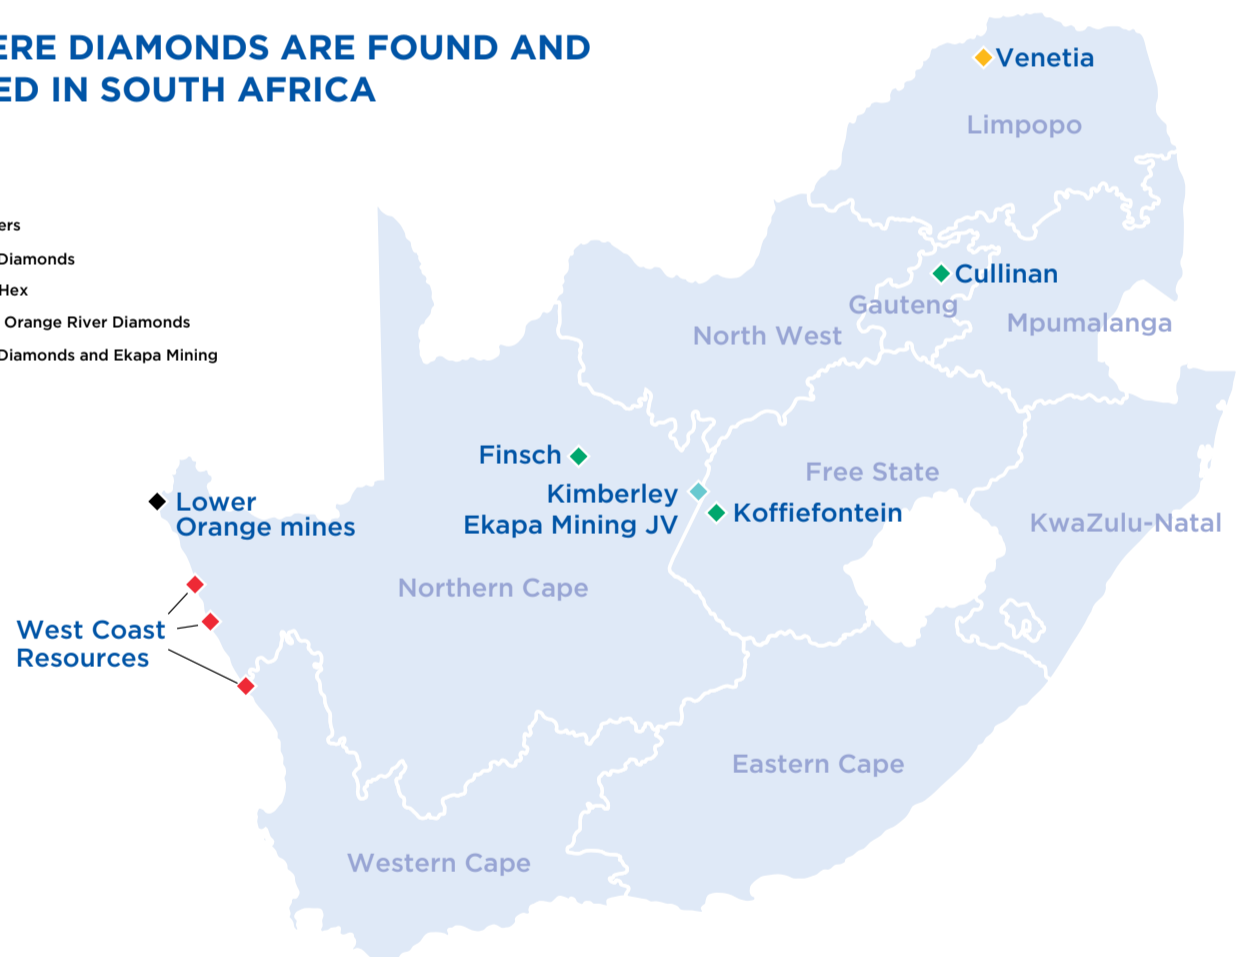 ERE DIAMONDS ARE FOUND AND
ED IN SOUTH AFRICA
Venetia
Limpopo
ers
Diamonds
Hex
Orange River Diamonds
Diamonds and Ekapa Mining
Cullinan
Gauteng
Mpumalanga
North West
Finsch
Free State
Kimberley
Ekapa Mining JV
Koffiefontein
KwaZulu-Natal
Lower
Orange mines
Northern Cape
West Coast
Resources
Eastern Cape
Western Cape